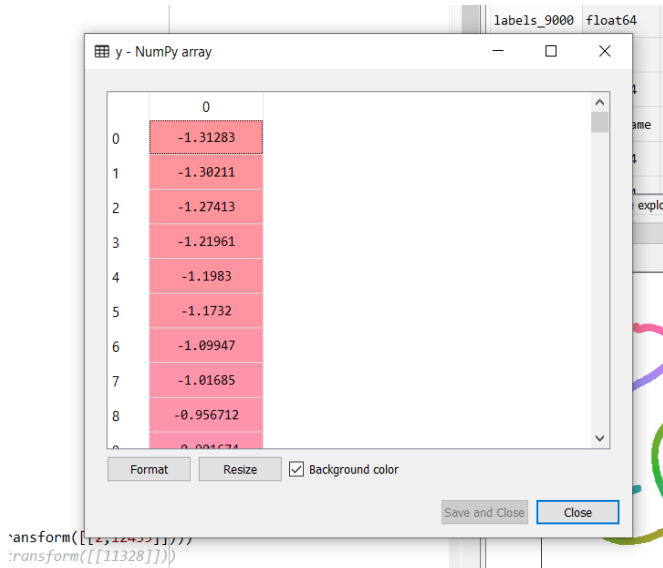 labels_9000 float64
y - NumPy array
0
0 -1.31283
1 -1.30211
2 -1.27413
3 -1.21961
4 -1.1983
5 -1.1732
6 -1.09947
7 -1.01685
8 -0.956712
Format Resize Background color
Save and Close Close
ransform([[2,12459]])))
transform([[11328]]))